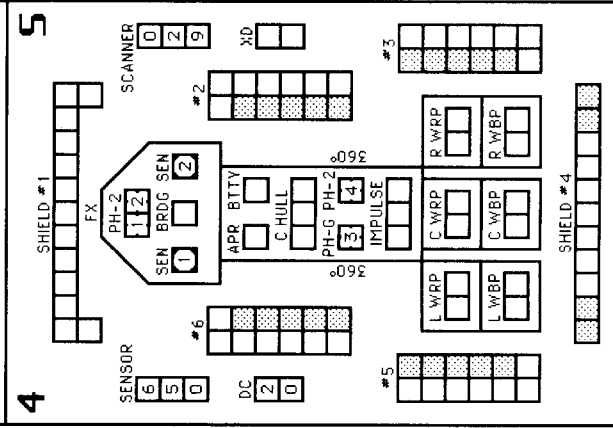 4
5
SHIELD #1
FX
SENSOR
6
5
0
PH-2
1 2
SCANNER
0
2
9
SEN BRDG SEN
1 2
DC
2
0
XD
#6
#2
APR BTTY
C HULL
PH-G PH-2
3 4
360°
360°
IMPULSE
#5
#3
L WRP C WRP R WRP
L WBP C WBP R WBP
SHIELD #4